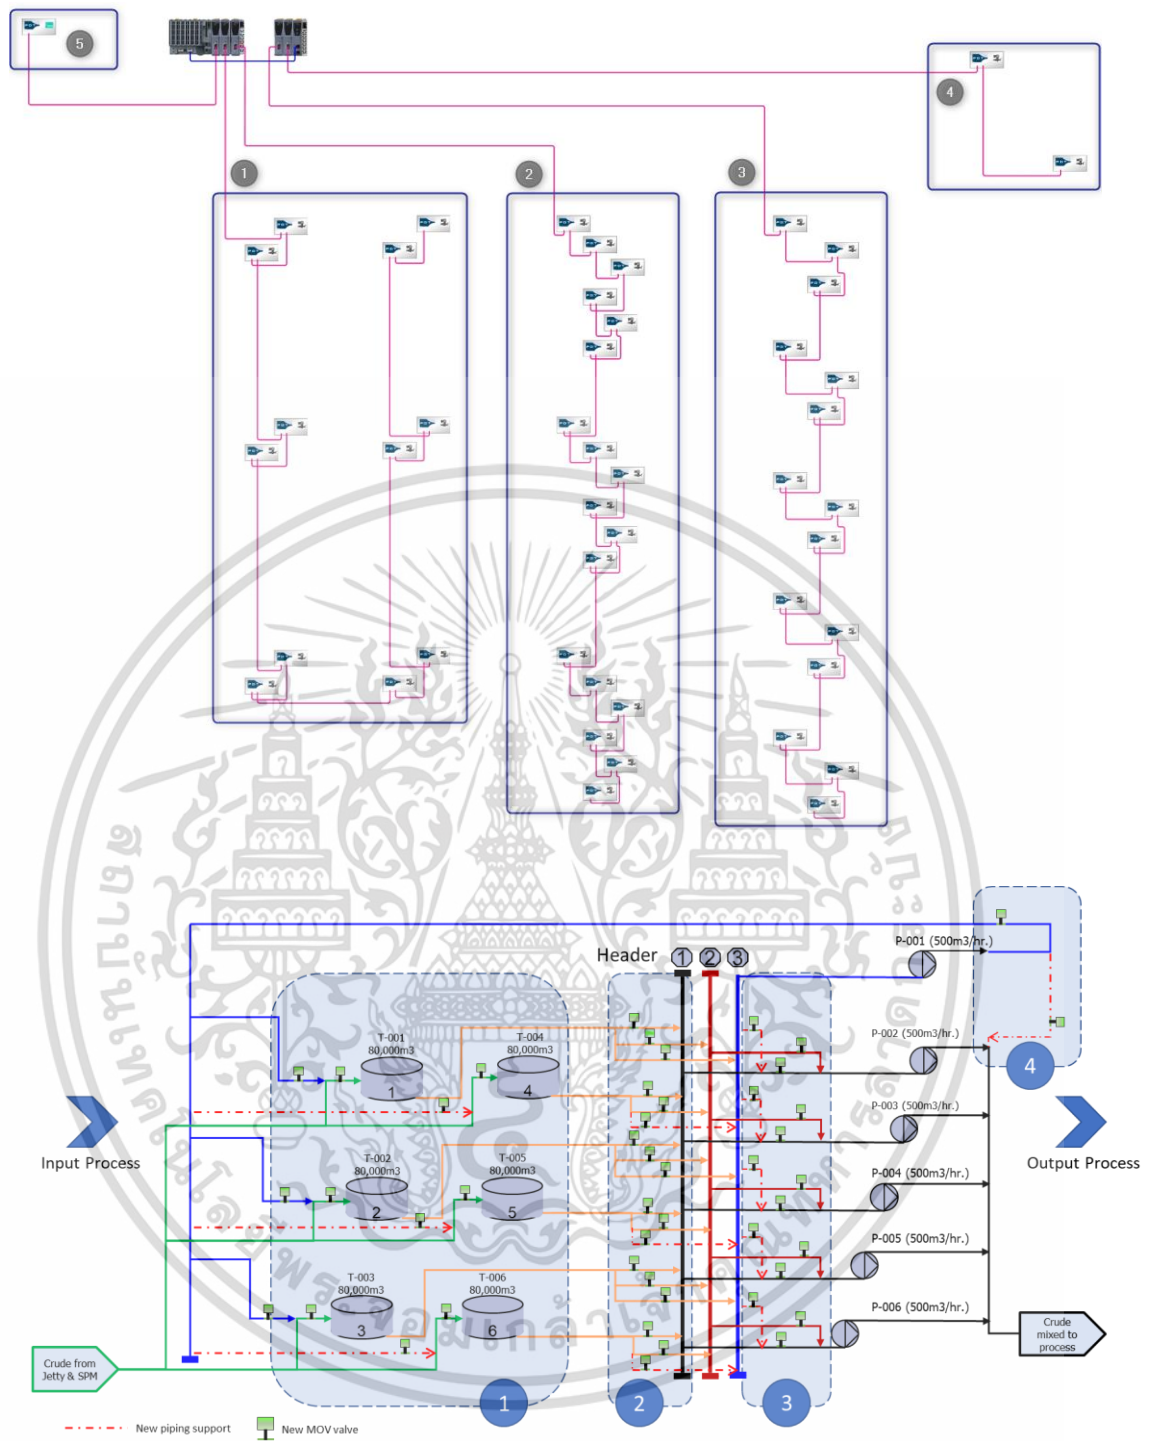 5
4
1
2
3
Header
1
2
3
P-001 (500m3/hr.)
T-001
80,000m3
1
T-004
80,000m3
4
P-002 (500m3/hr.)
4
P-003 (500m3/hr.)
Input Process
Output Process
T-002
80,000m3
2
T-005
80,000m3
5
P-004 (500m3/hr.)
P-005 (500m3/hr.)
T-003
80,000m3
3
T-006
80,000m3
6
P-006 (500m3/hr.)
Crude
mixed to
process
Crude from
Jetty & SPM
1
2
3
New piping support
New MOV valve